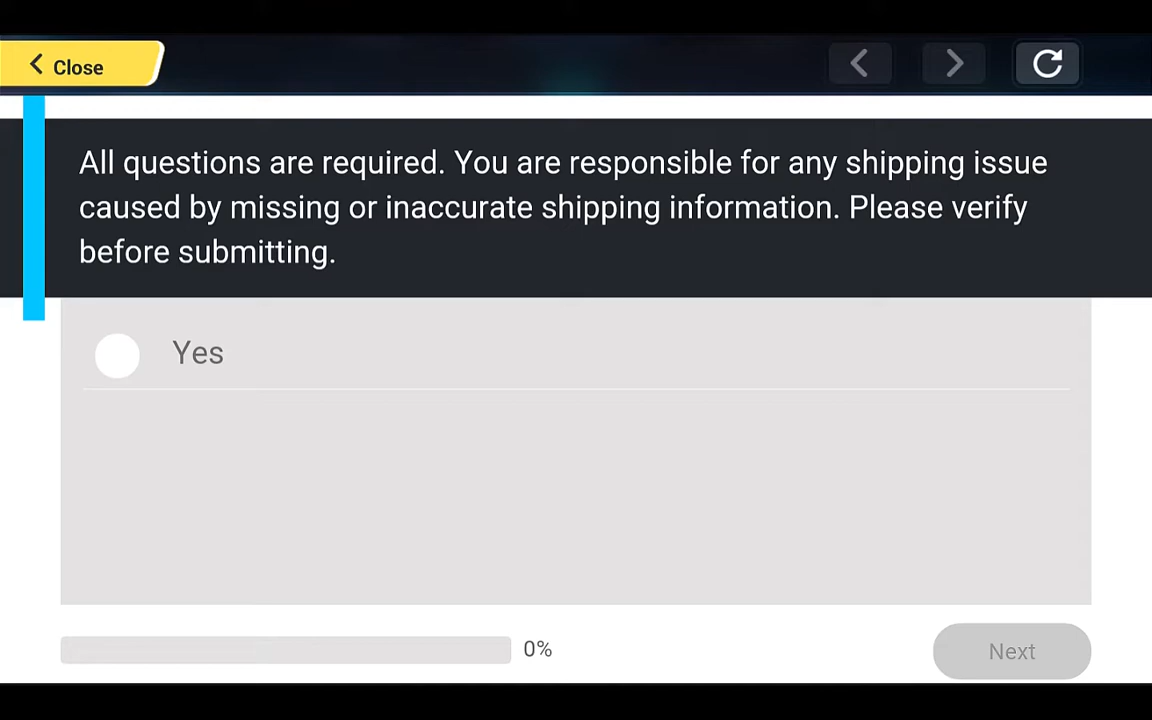 Close
All questions are required. You are responsible for any shipping issue
caused by missing or inaccurate shipping information. Please verify
before submitting.
Yes
0%
Next